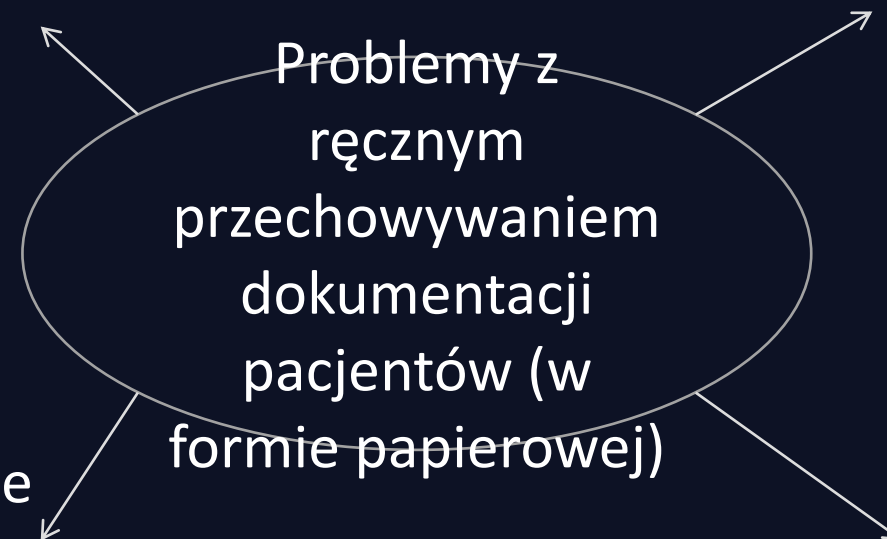 Problemy z
ręcznym
przechowywaniem
dokumentacji
pacjentów (w
formie papierowej)
e